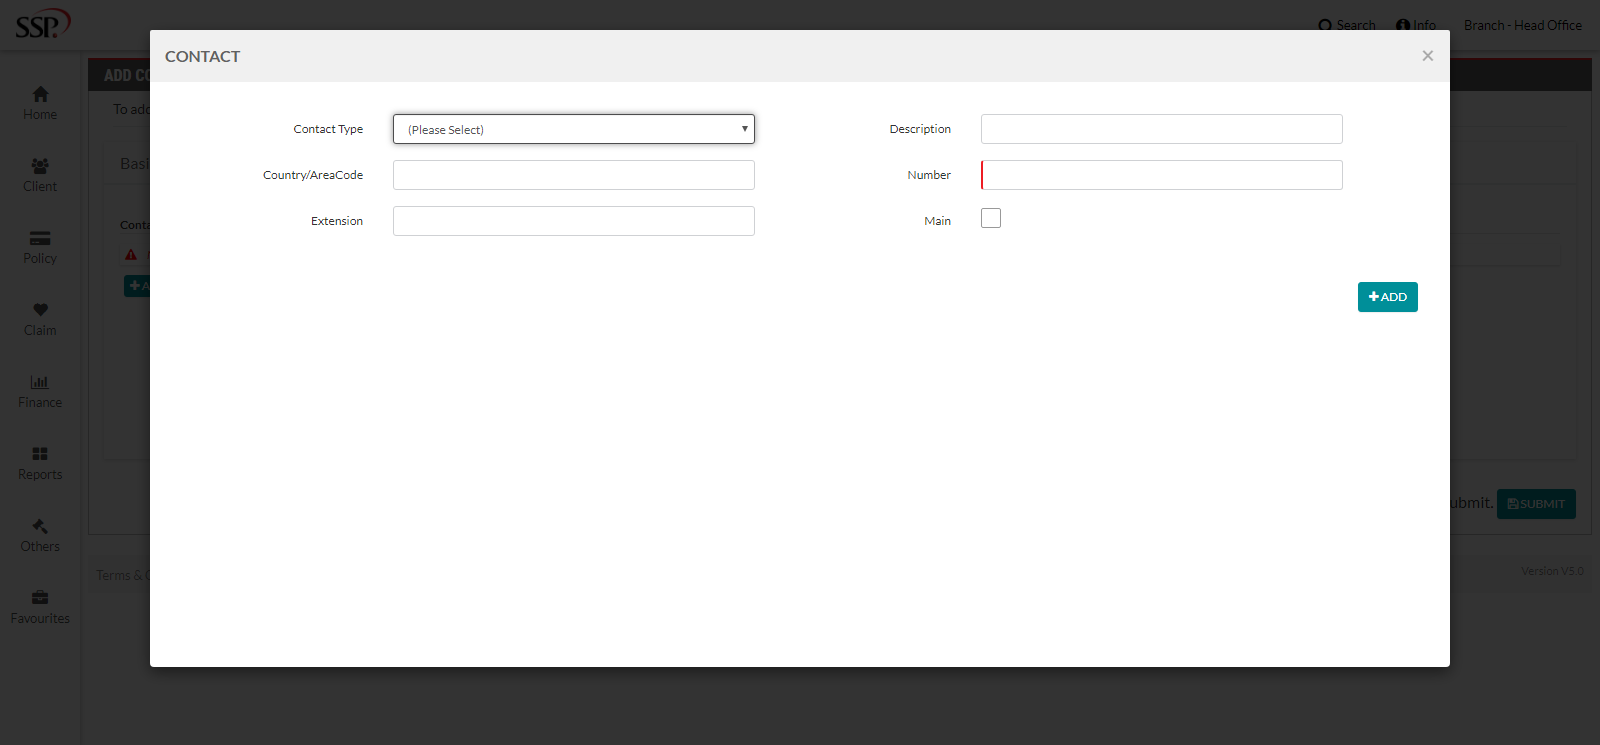 SSP.
Search
Info
Branch - Head Office
CONTACT
×
ADD CO
To add
Contact Type
(Please Select)
Description
Country/AreaCode
Number
Extension
Main
ADD
Home
Client
Policy
Claim
Finance
Reports
Others
Favourites
Basi
Conta
A
ubmit.
SUBMIT
Terms & C
Version V5.0